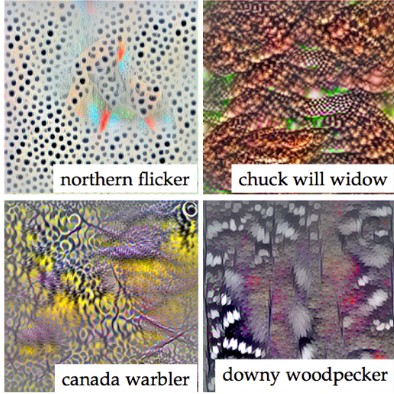 northern flicker
chuck will widow
canada warbler
downy woodpecker